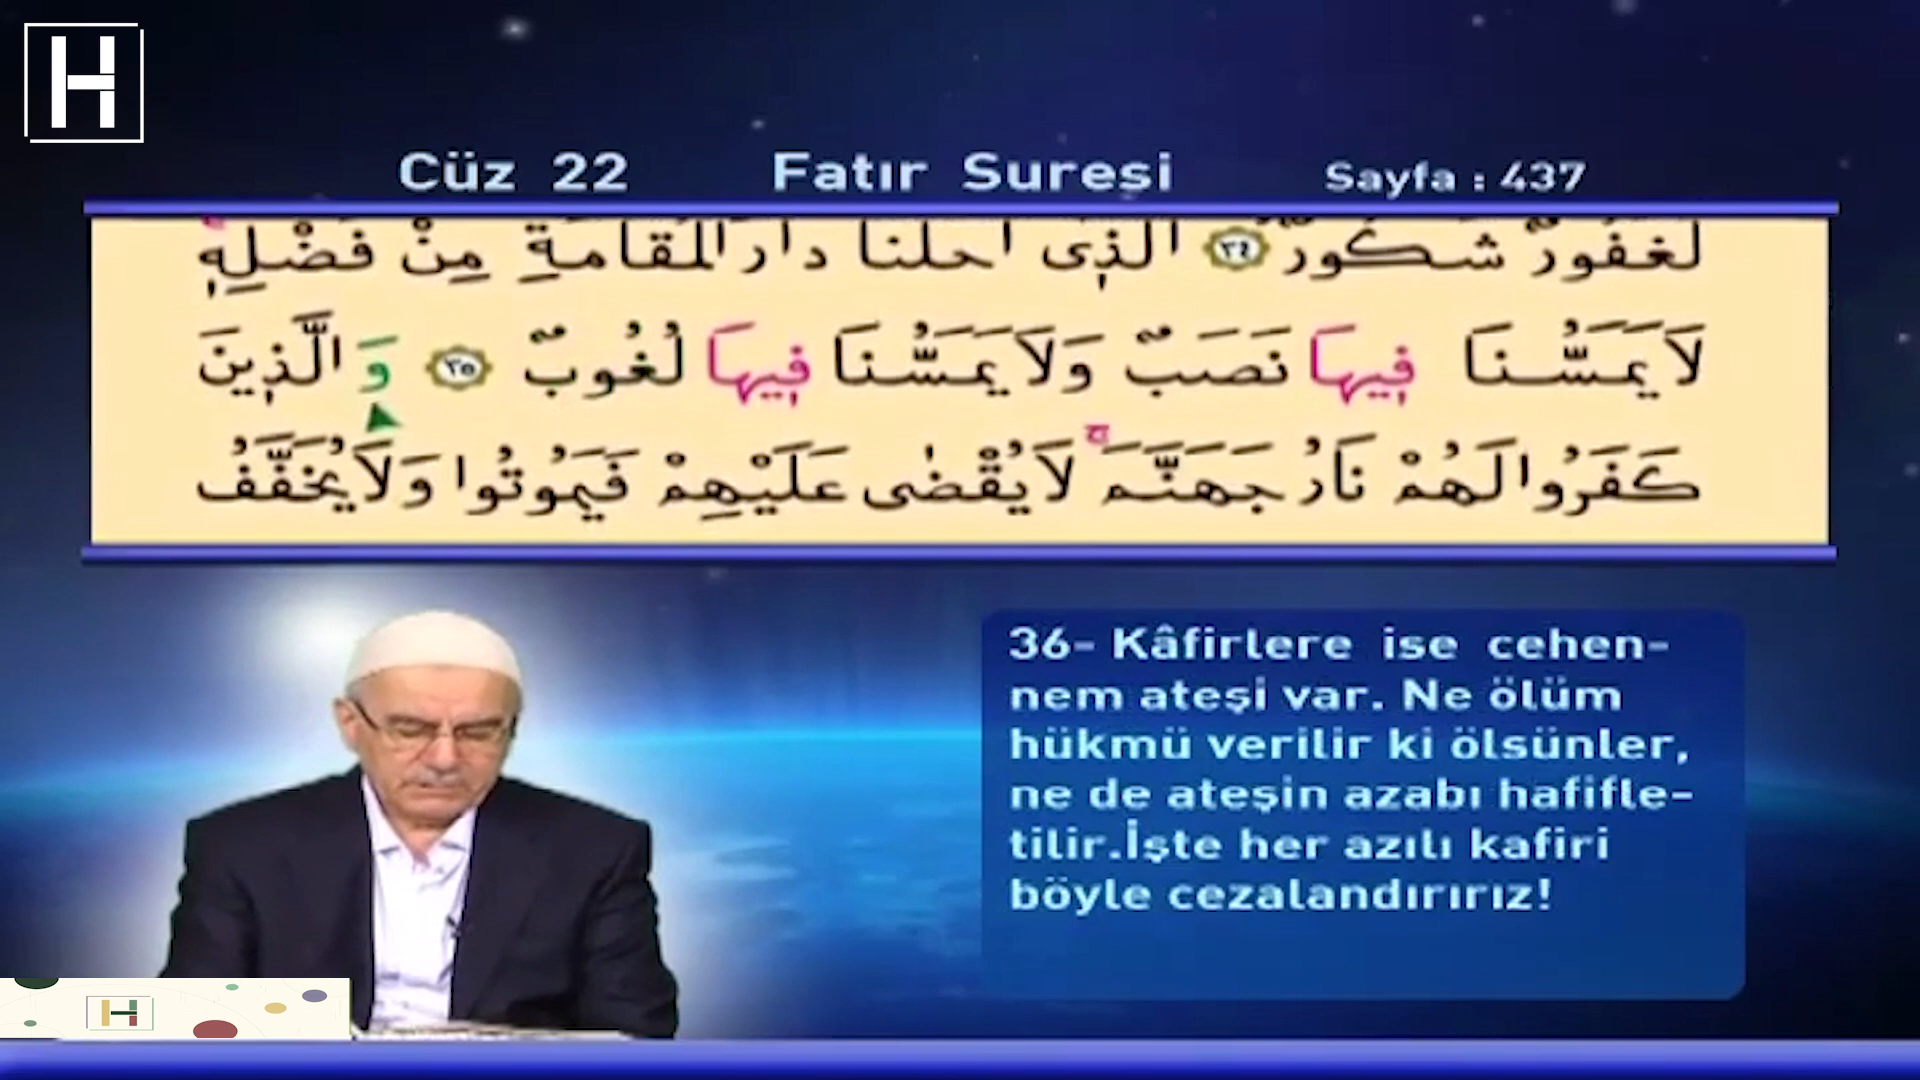 H
Cüz 22 Fatır Suresi Sayfa : 437
لَغَفُورٌ شَكُورٌ ٣٤ اَلَّذٖٓى اَحَلَّنَا دَارَ الْمُقَامَةِ مِنْ فَضْلِهٖۚ
لَا يَمَسُّنَا فٖيهَا نَصَبٌ وَلَا يَمَسُّنَا فٖيهَا لُغُوبٌ ٣٥ وَالَّذٖينَ
كَفَرُوا لَهُمْ نَارُ جَهَنَّمَۚ لَا يُقْضٰى عَلَيْهِمْ فَيَمُوتُوا وَلَا يُخَفَّفُ
36- Kâfirlere ise cehen-
nem ateşi var. Ne ölüm
hükmü verilir ki ölsünler,
ne de ateşin azabı hafifle-
tilir.İşte her azılı kafiri
böyle cezalandırırız!
H